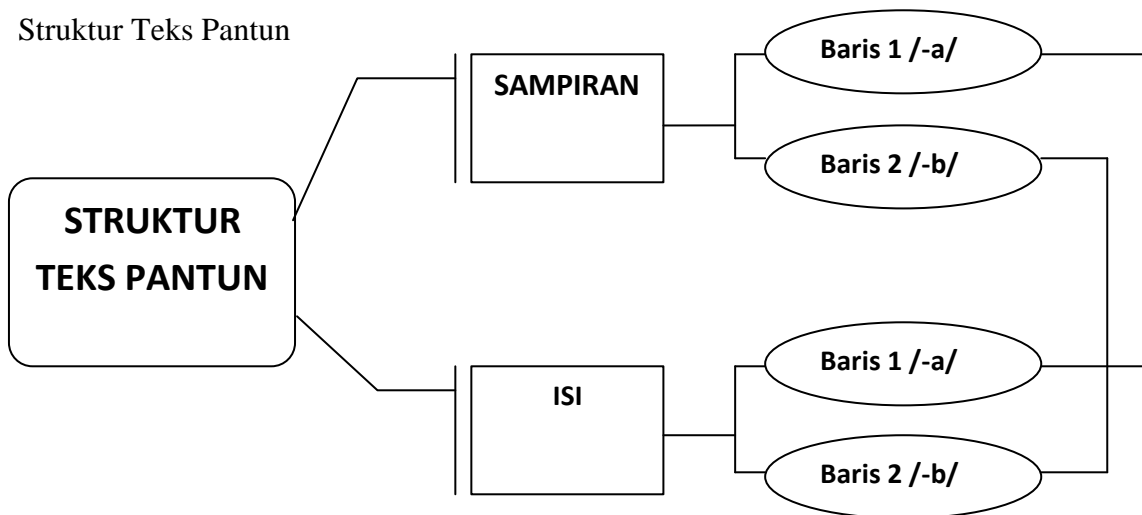 Struktur Teks Pantun
STRUKTUR
TEKS PANTUN
SAMPIRAN
Baris 1 /-a/
Baris 2 /-b/
ISI
Baris 1 /-a/
Baris 2 /-b/